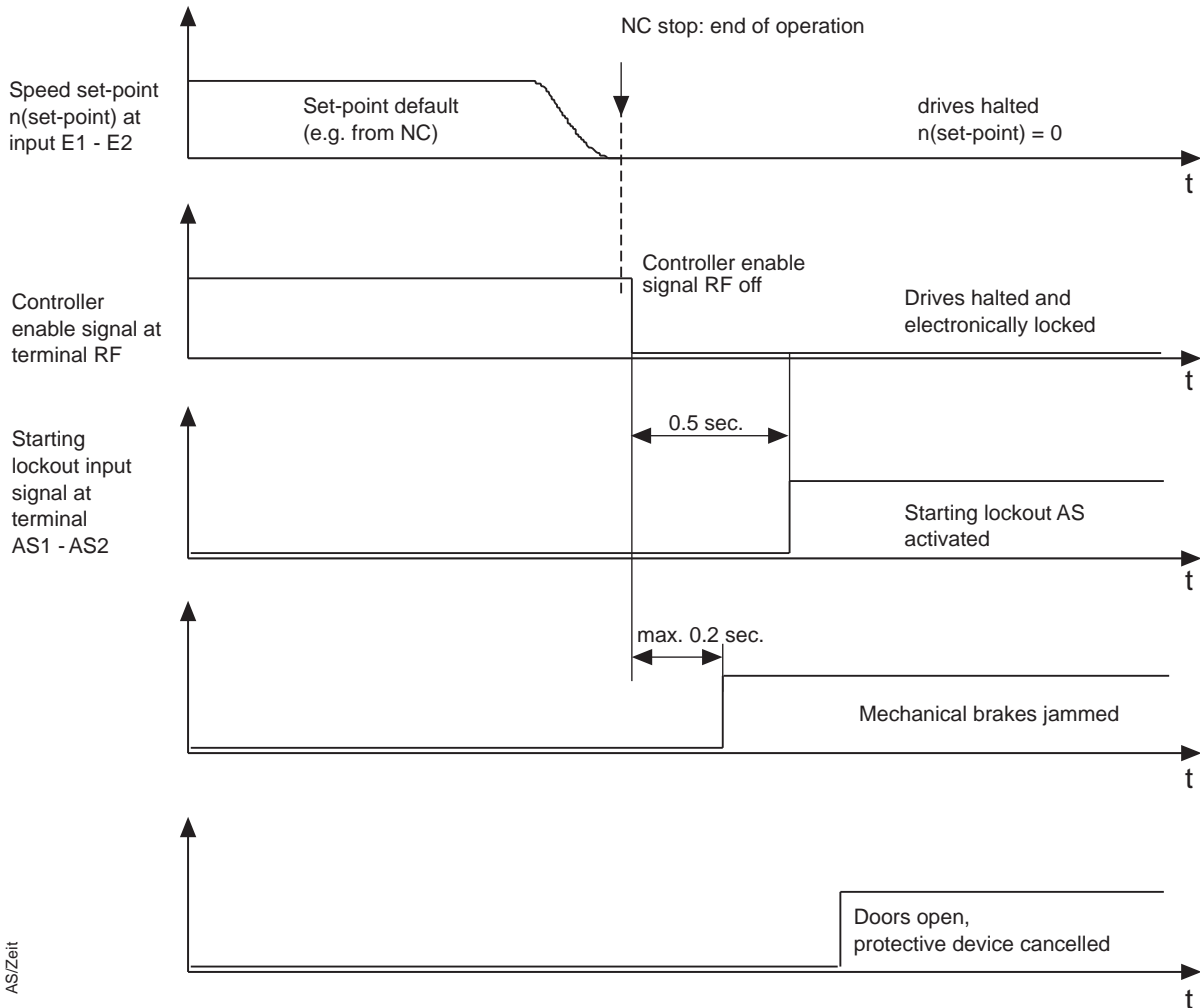 NC stop: end of operation
Speed set-point
n(set-point) at
input E1 - E2
Set-point default
(e.g. from NC)
drives halted
n(set-point) = 0
t
Controller
enable signal at
terminal RF
Controller enable
signal RF off
Drives halted and
electronically locked
t
Starting
lockout input
signal at
terminal
AS1 - AS2
0.5 sec.
Starting lockout AS
activated
t
max. 0.2 sec.
Mechanical brakes jammed
t
Doors open,
protective device cancelled
t
AS/Zeit